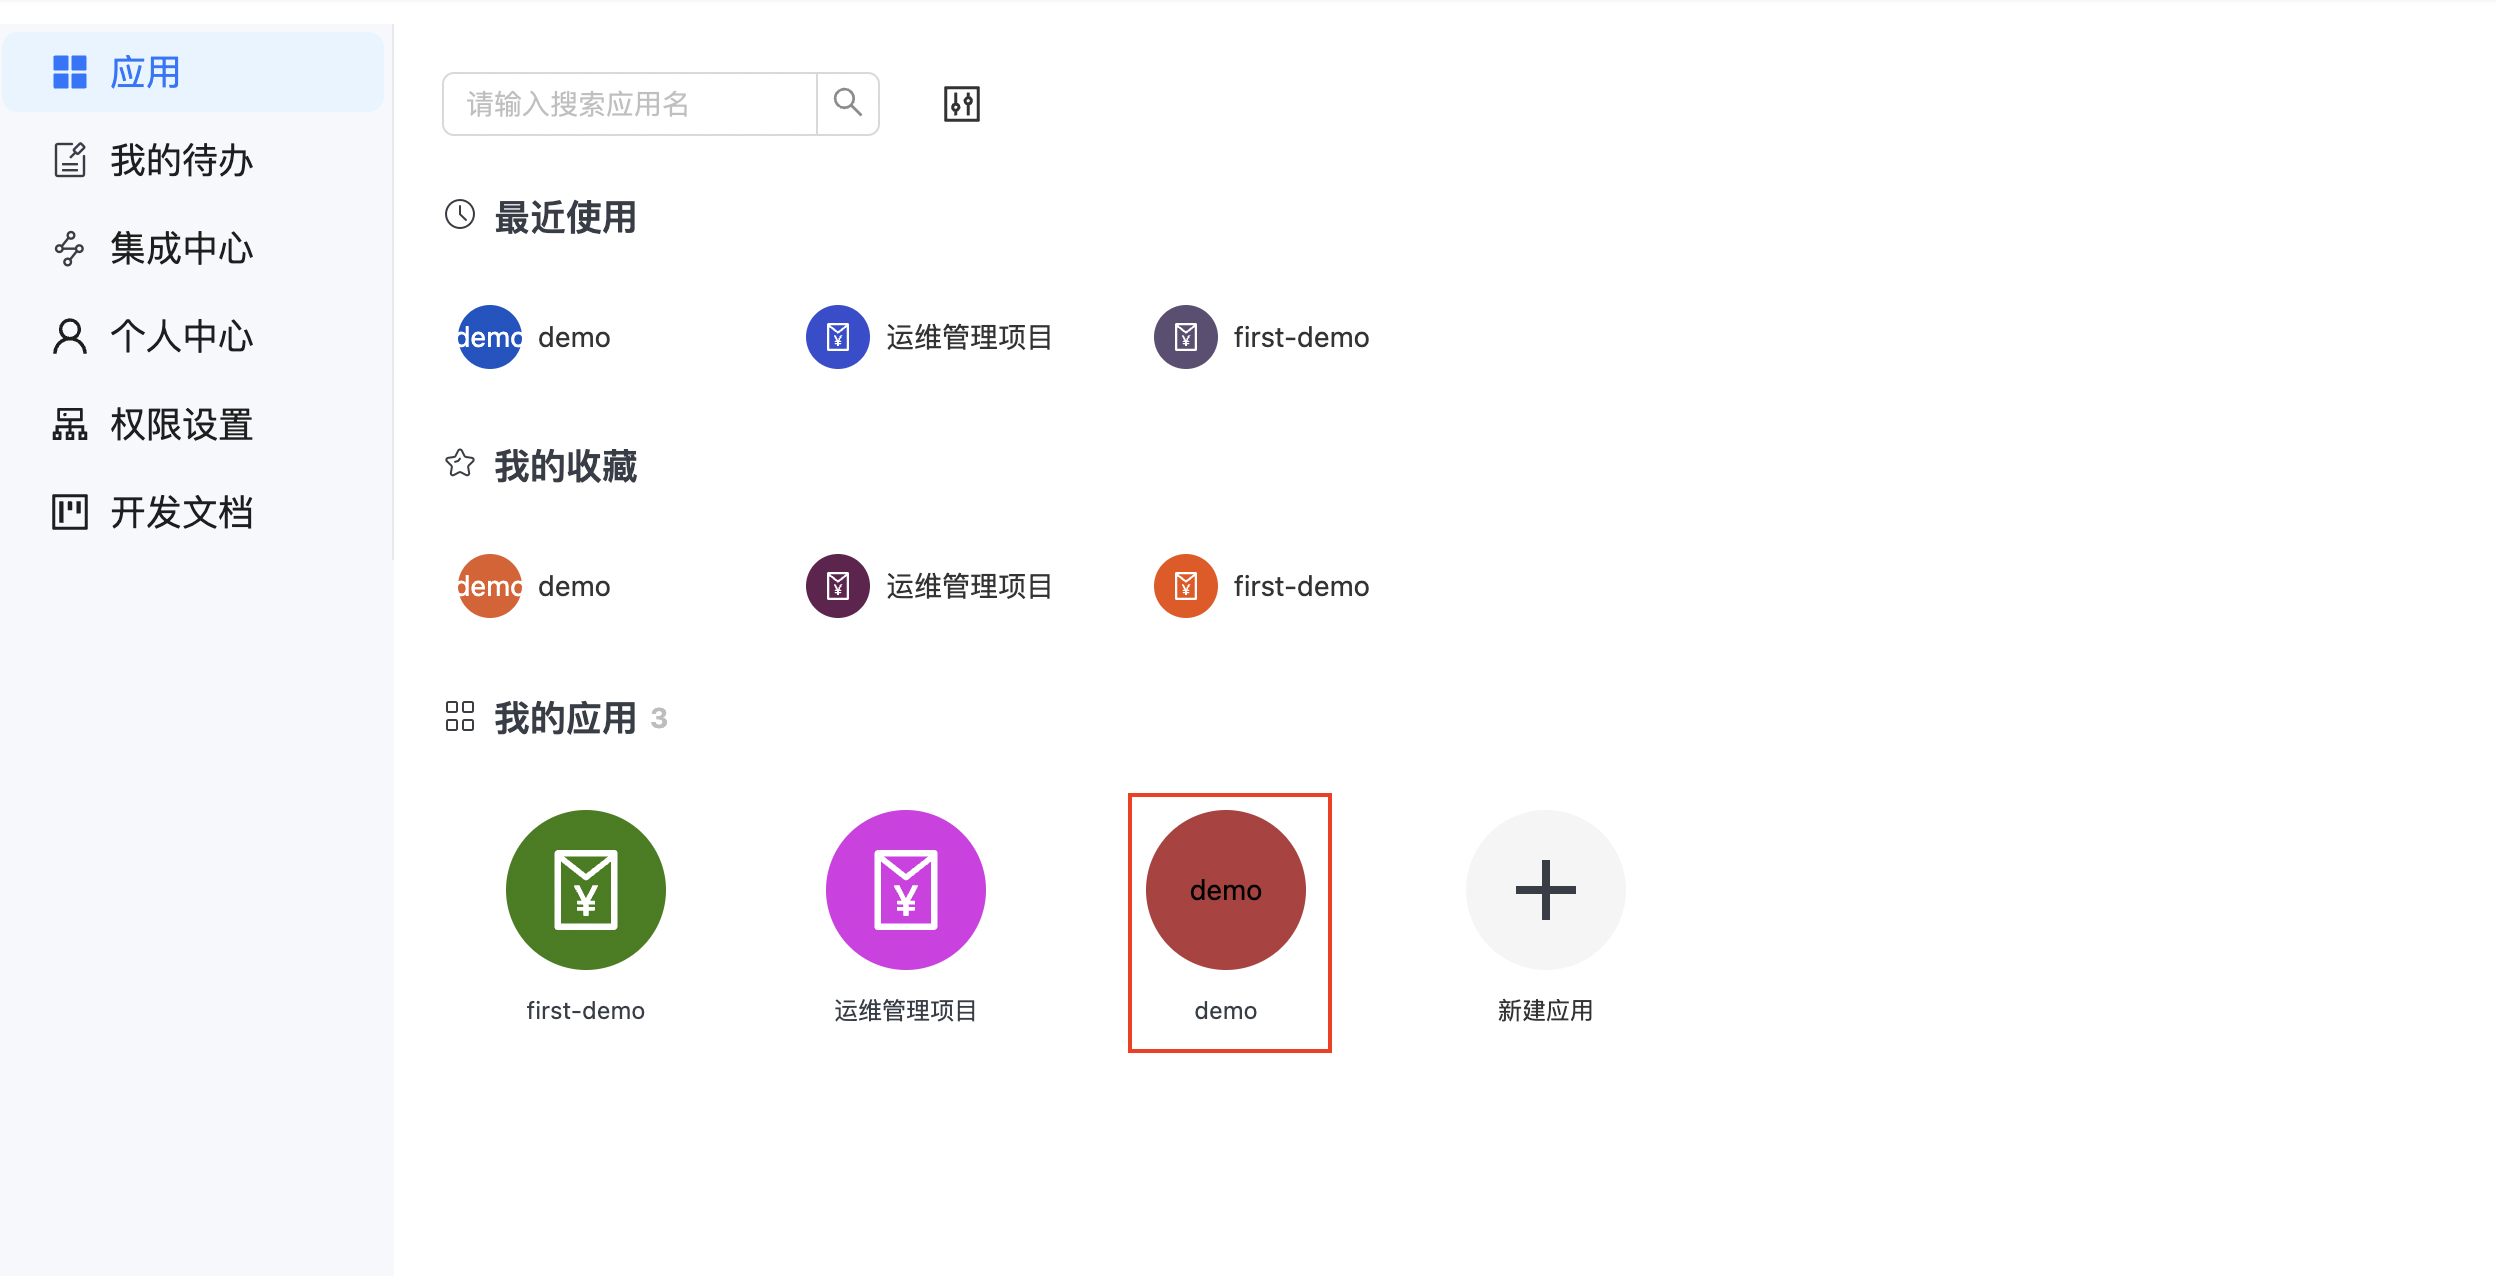 应用
我的待办
集成中心
个人中心
权限设置
开发文档
请输入搜索应用名
最近使用
demo demo
¥ 运维管理项目
¥ first-demo
我的收藏
demo demo
¥ 运维管理项目
¥ first-demo
我的应用 3
¥
¥
demo
first-demo
运维管理项目
demo
新建应用